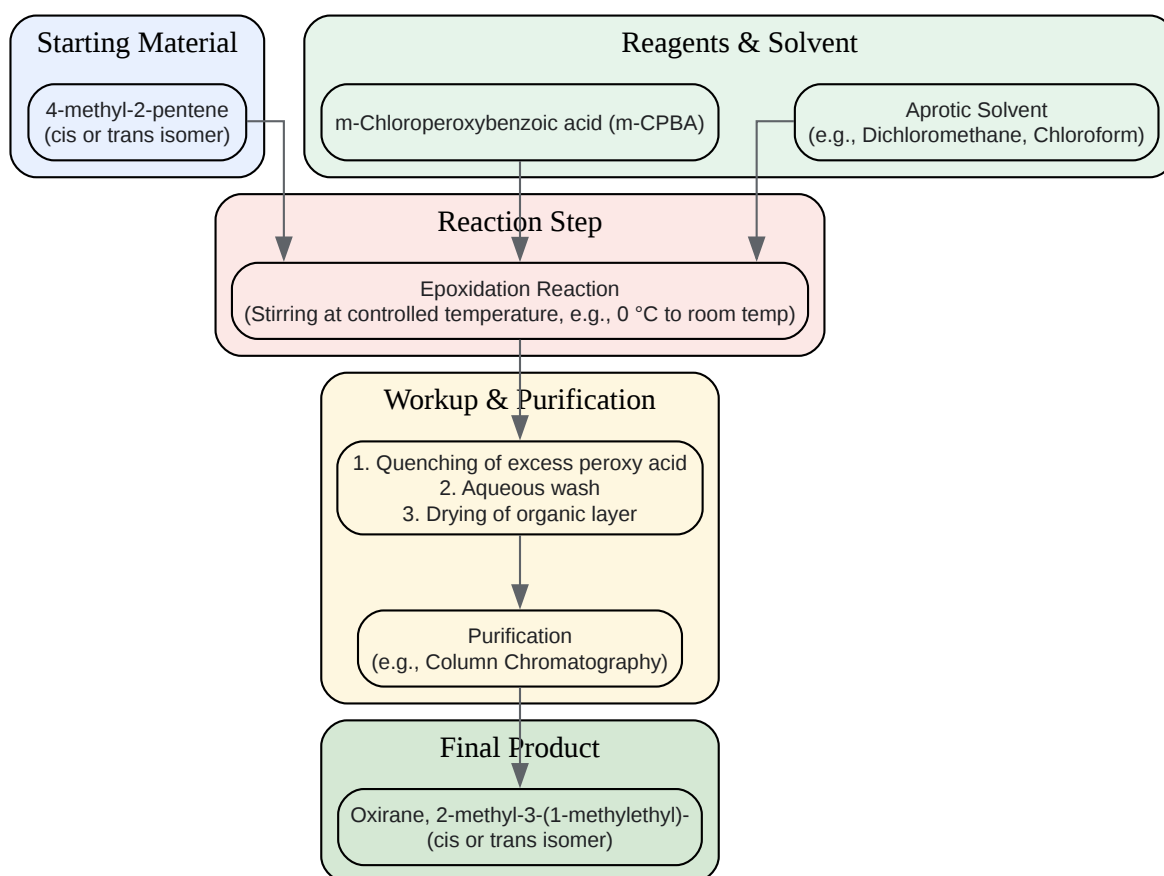 Starting Material
4-methyl-2-pentene
(cis or trans isomer)
Reagents & Solvent
m-Chloroperoxybenzoic acid (m-CPBA)
Aprotic Solvent
(e.g., Dichloromethane, Chloroform)
Reaction Step
Epoxidation Reaction
(Stirring at controlled temperature, e.g., 0 °C to room temp)
Workup & Purification
1. Quenching of excess peroxy acid
2. Aqueous wash
3. Drying of organic layer
Purification
(e.g., Column Chromatography)
Final Product
Oxirane, 2-methyl-3-(1-methylethyl)-
(cis or trans isomer)